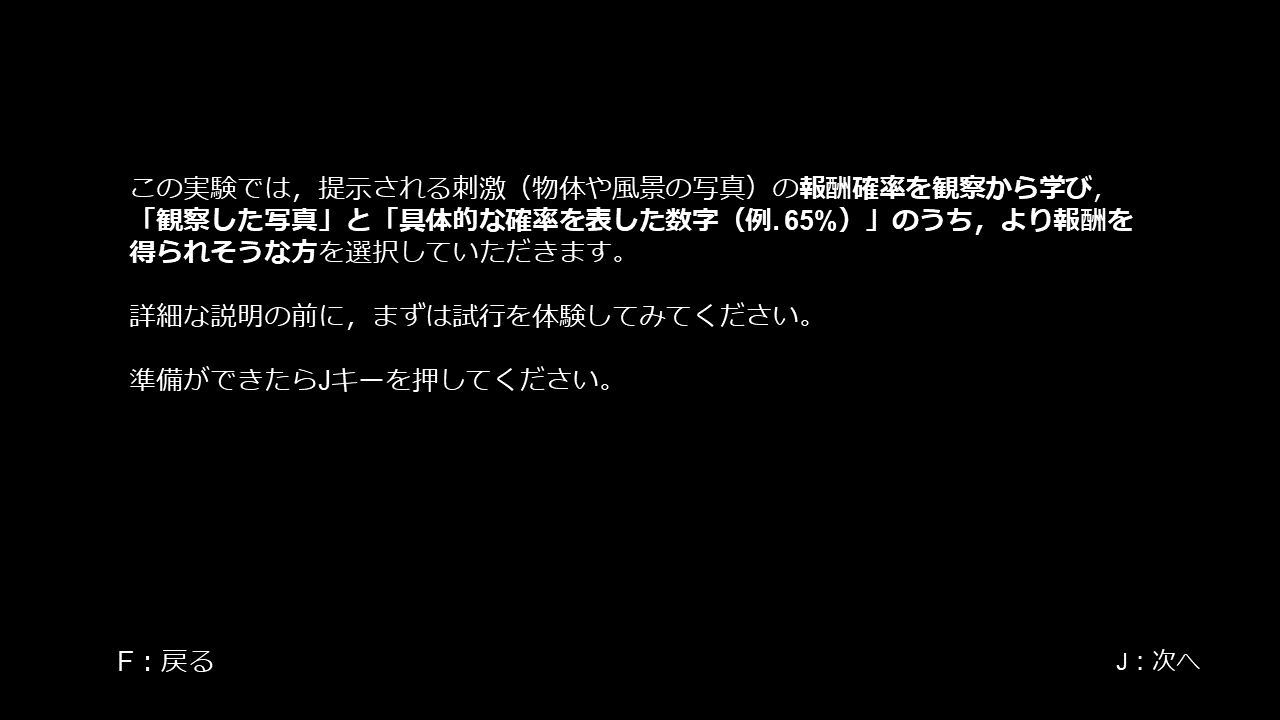 この実験では，提示される刺激（物体や風景の写真）の報酬確率を観察から学び，
「観察した写真」と「具体的な確率を表した数字（例. 65%）」のうち，より報酬を
得られそうな方を選択していただきます。
詳細な説明の前に，まずは試行を体験してみてください。
準備ができたらJキーを押してください。
F：戻る
J：次へ